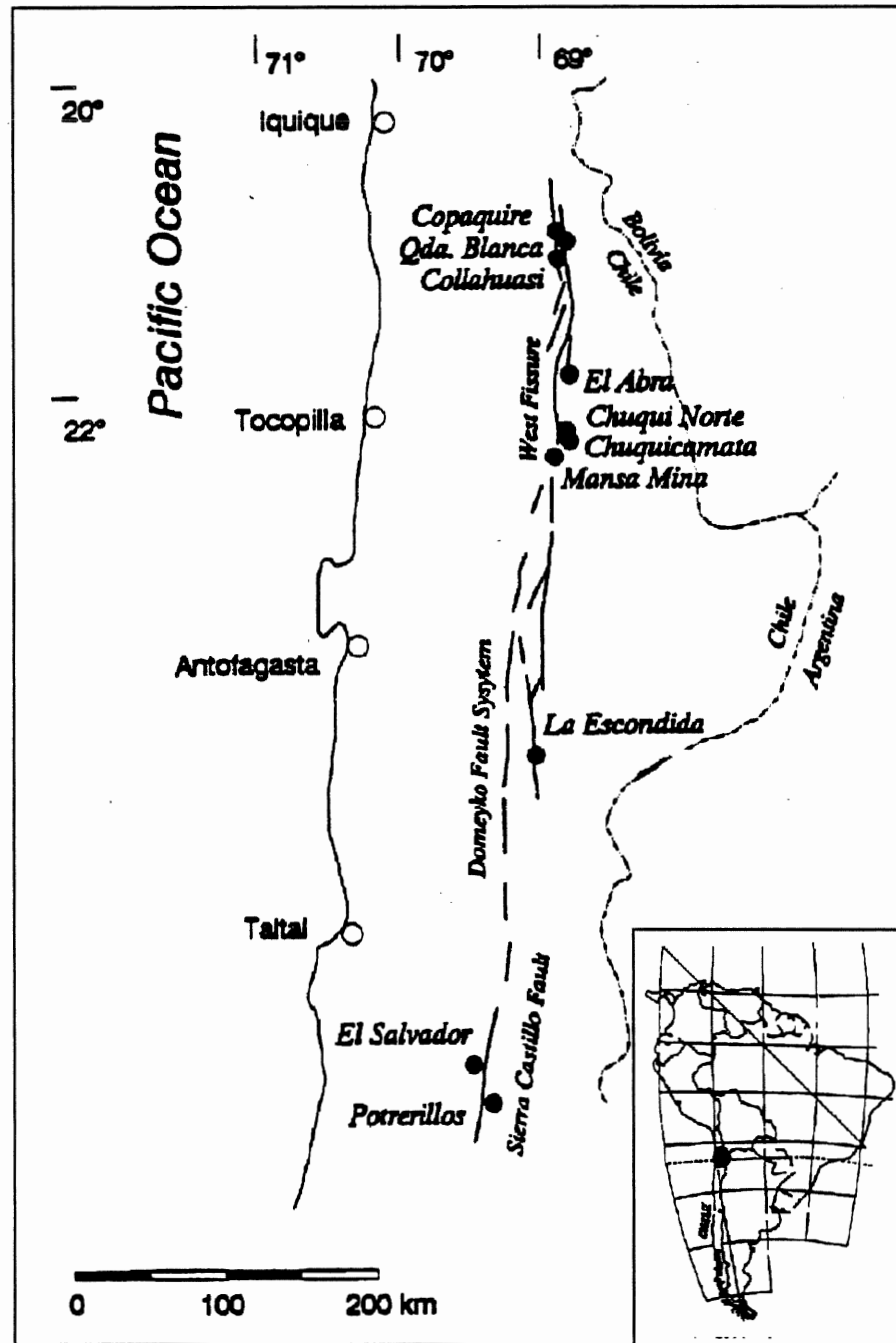 71°
70
69°
20°
Iquique
Pacific Ocean
Copaquire
Qda. Blanca
Collahuasi
Bolivia
Chile
West Fissure
El Abra
22°
Tocopilla
Chuqui Norte
Chuquicamata
Mansa Mina
Chile
Argentina
Antofagasta
La Escondida
Domeyko Fault Sysytem
Taltal
El Salvador
Potrerillos
Sierra Castillo Fault
0 100 200 km